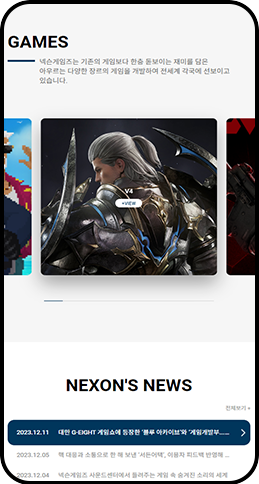 GAMES
넥슨게임즈는 기존의 게임보다 한층 돋보이는 재미를 담은
아우르는 다양한 장르의 게임을 개발하여 전세계 각국에 선보이고
있습니다.
V4
+VIEW
NEXON'S NEWS
전체보기 +
2023.12.11 대만 G-EIGHT 게임쇼에 등장한 '블루 아카이브'와 '게임개발부......
2023.12.05 핵 대응과 소통으로 한 해 보낸 '서든어택', 이용자 피드백 반영해 ...
2023.12.04 넥슨게임즈 사운드센터에서 들려주는 게임 속 숨겨진 소리의 세계